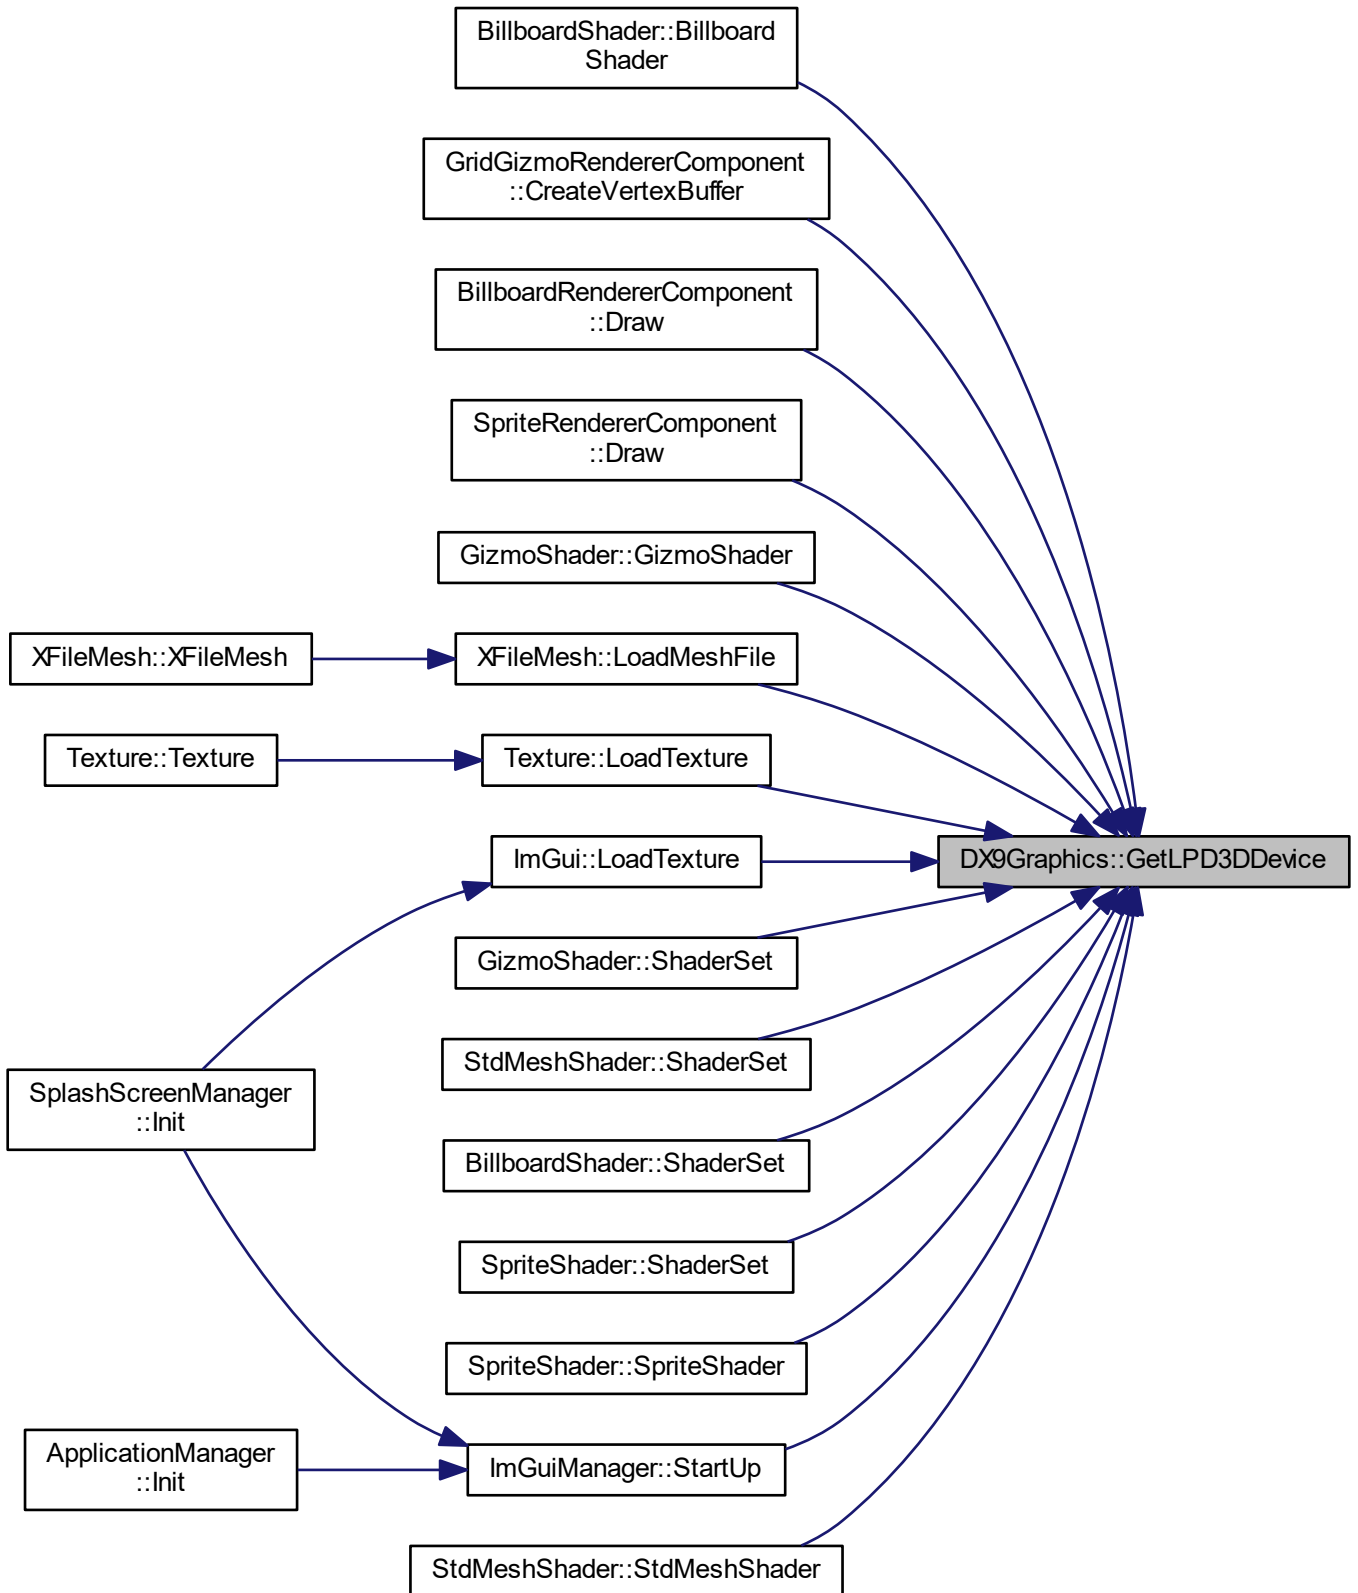 BillboardShader::Billboard
Shader
GridGizmoRendererComponent
::CreateVertexBuffer
BillboardRendererComponent
::Draw
SpriteRendererComponent
::Draw
GizmoShader::GizmoShader
XFileMesh::XFileMesh
XFileMesh::LoadMeshFile
Texture::Texture
Texture::LoadTexture
ImGui::LoadTexture
DX9Graphics::GetLPD3DDevice
GizmoShader::ShaderSet
StdMeshShader::ShaderSet
SplashScreenManager
::Init
BillboardShader::ShaderSet
SpriteShader::ShaderSet
SpriteShader::SpriteShader
ApplicationManager
::Init
ImGuiManager::StartUp
StdMeshShader::StdMeshShader